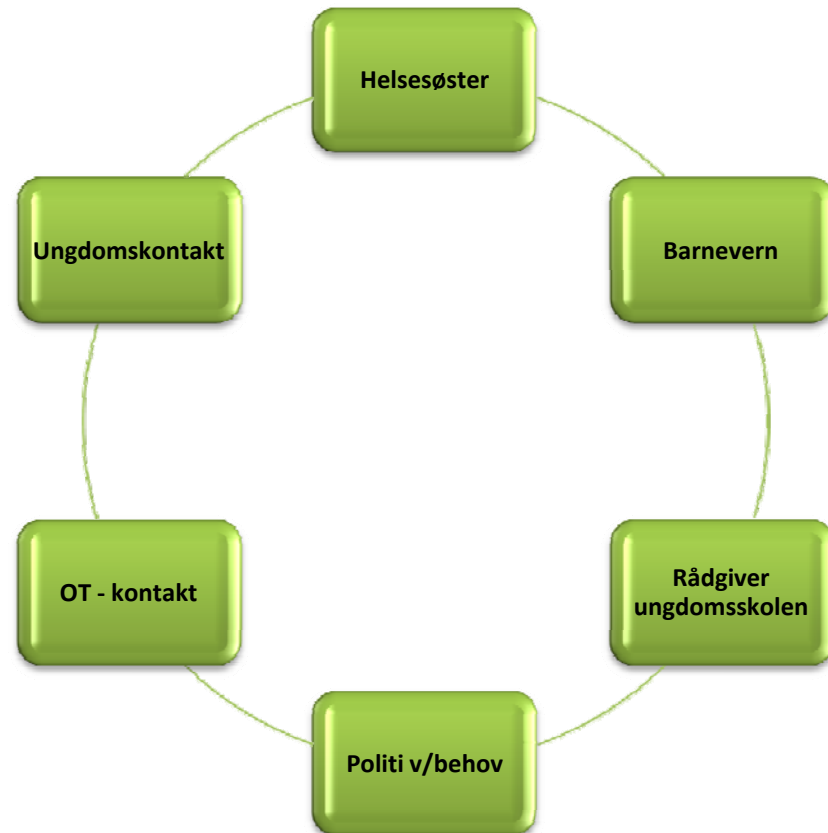 Helsesøster
Ungdomskontakt
Barnevern
OT - kontakt
Rådgiver
ungdomsskolen
Politi v/behov